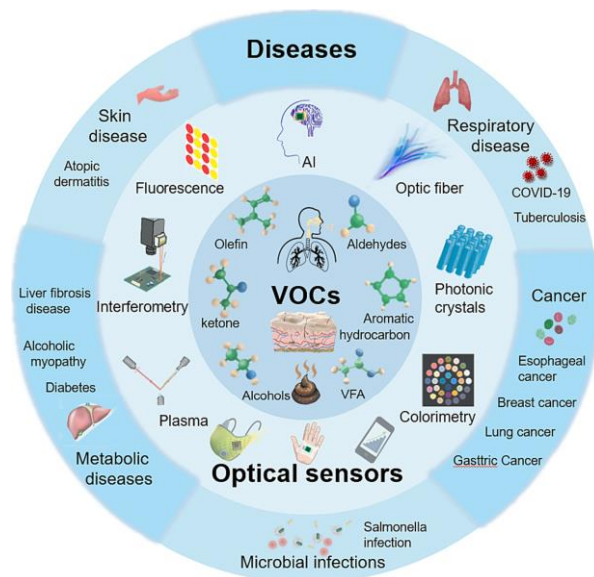 Diseases
Skin
disease
Atopic
dermatitis
Respiratory
disease
COVID-19
Tuberculosis
AI
Fluorescence
Optic fiber
Olefin
Aldehydes
Liver fibrosis
disease
Alcoholic
myopathy
Diabetes
Metabolic
diseases
Interferometry
VOCs
ketone
Aromatic
hydrocarbon
Photonic
crystals
Cancer
Esophageal
cancer
Breast cancer
Lung cancer
Gasttric Cancer
Alcohols
VFA
Plasma
Colorimetry
Optical sensors
Salmonella
infection
Microbial infections